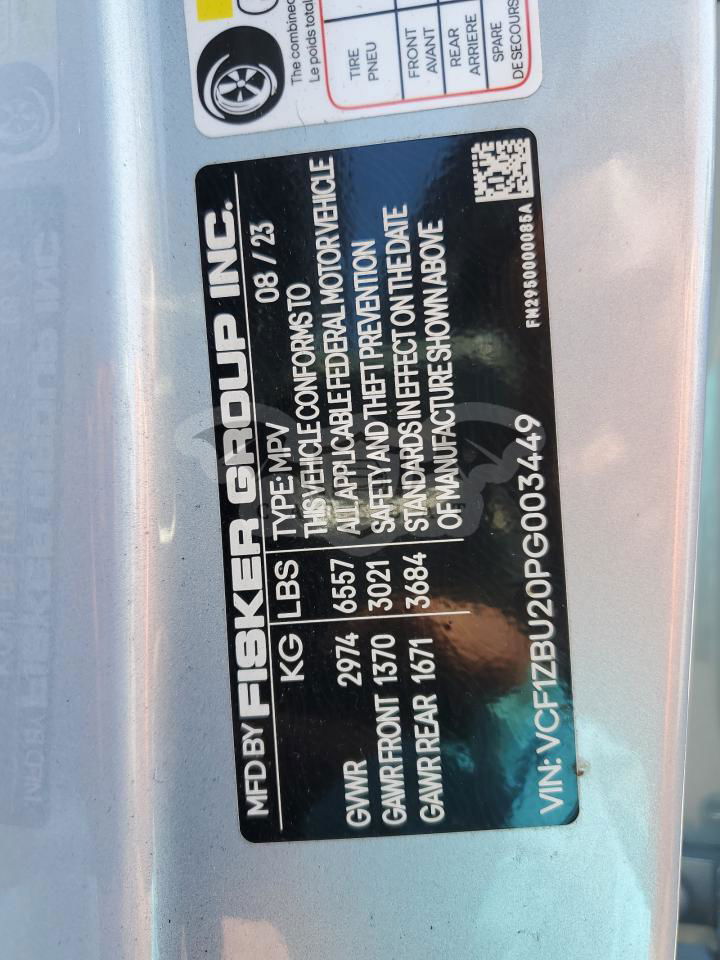 The combined
Le poids total
TIRE
PNEU
FRONT
AVANT
REAR
ARRIERE
SPARE
DE SECOURS
MFD BY FISKER GROUP INC.
KG LBS TYPE: MPV 08 / 23
GVWR 2974 6557
GAWR FRONT 1370 3021
GAWR REAR 1671 3684
THIS VEHICLE CONFORMS TO
ALL APPLICABLE FEDERAL MOTOR VEHICLE
SAFETY AND THEFT PREVENTION
STANDARDS IN EFFECT ON THE DATE
OF MANUFACTURE SHOWN ABOVE
VIN: VCF1ZBU20PG003449
FM2950000085A